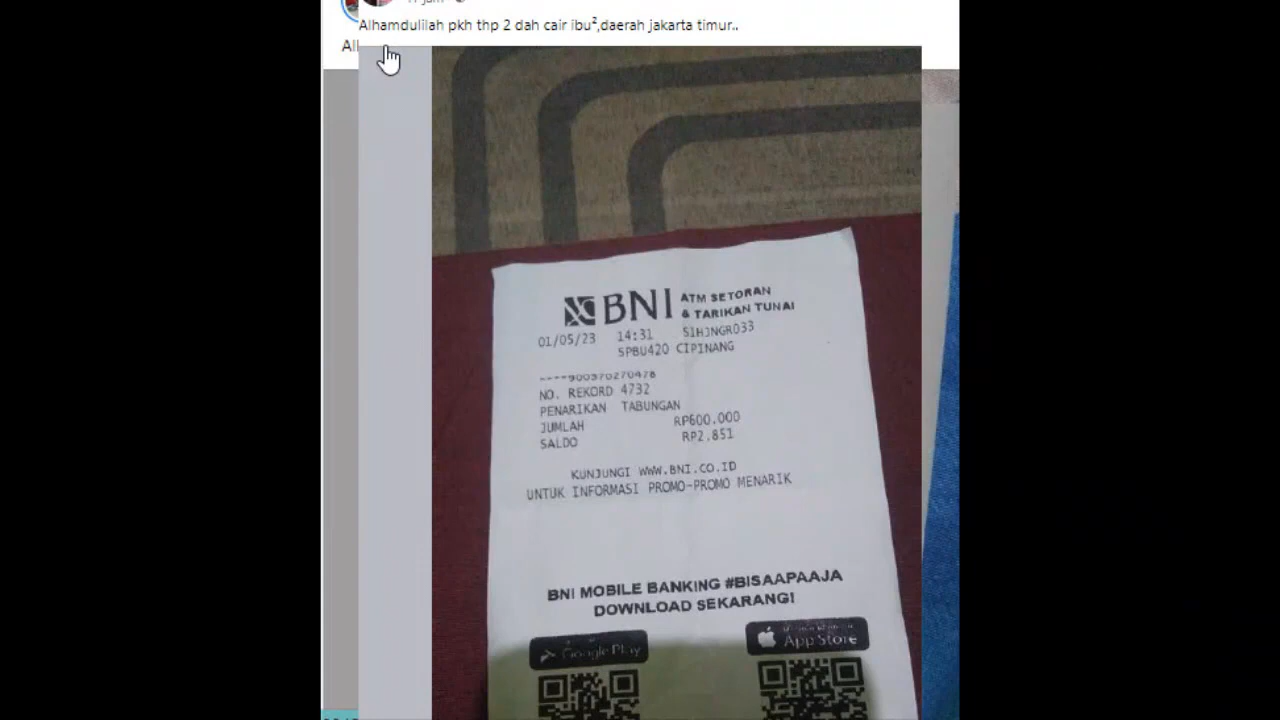 Alhamdulilah pkh thp 2 dah cair ibu²,daerah jakarta timur..
BNI ATM SETORAN
& TARIKAN TUNAI
01/05/23 14:31 S1HJNGR033
SPBU420 CIPINANG
----900370270478
NO. REKORD 4732
PENARIKAN TABUNGAN
JUMLAH RP600.000
SALDO RP2.851
KUNJUNGI WWW.BNI.CO.ID
UNTUK INFORMASI PROMO-PROMO MENARIK
BNI MOBILE BANKING #BISAAPAAJA
DOWNLOAD SEKARANG!
Google Play
App Store